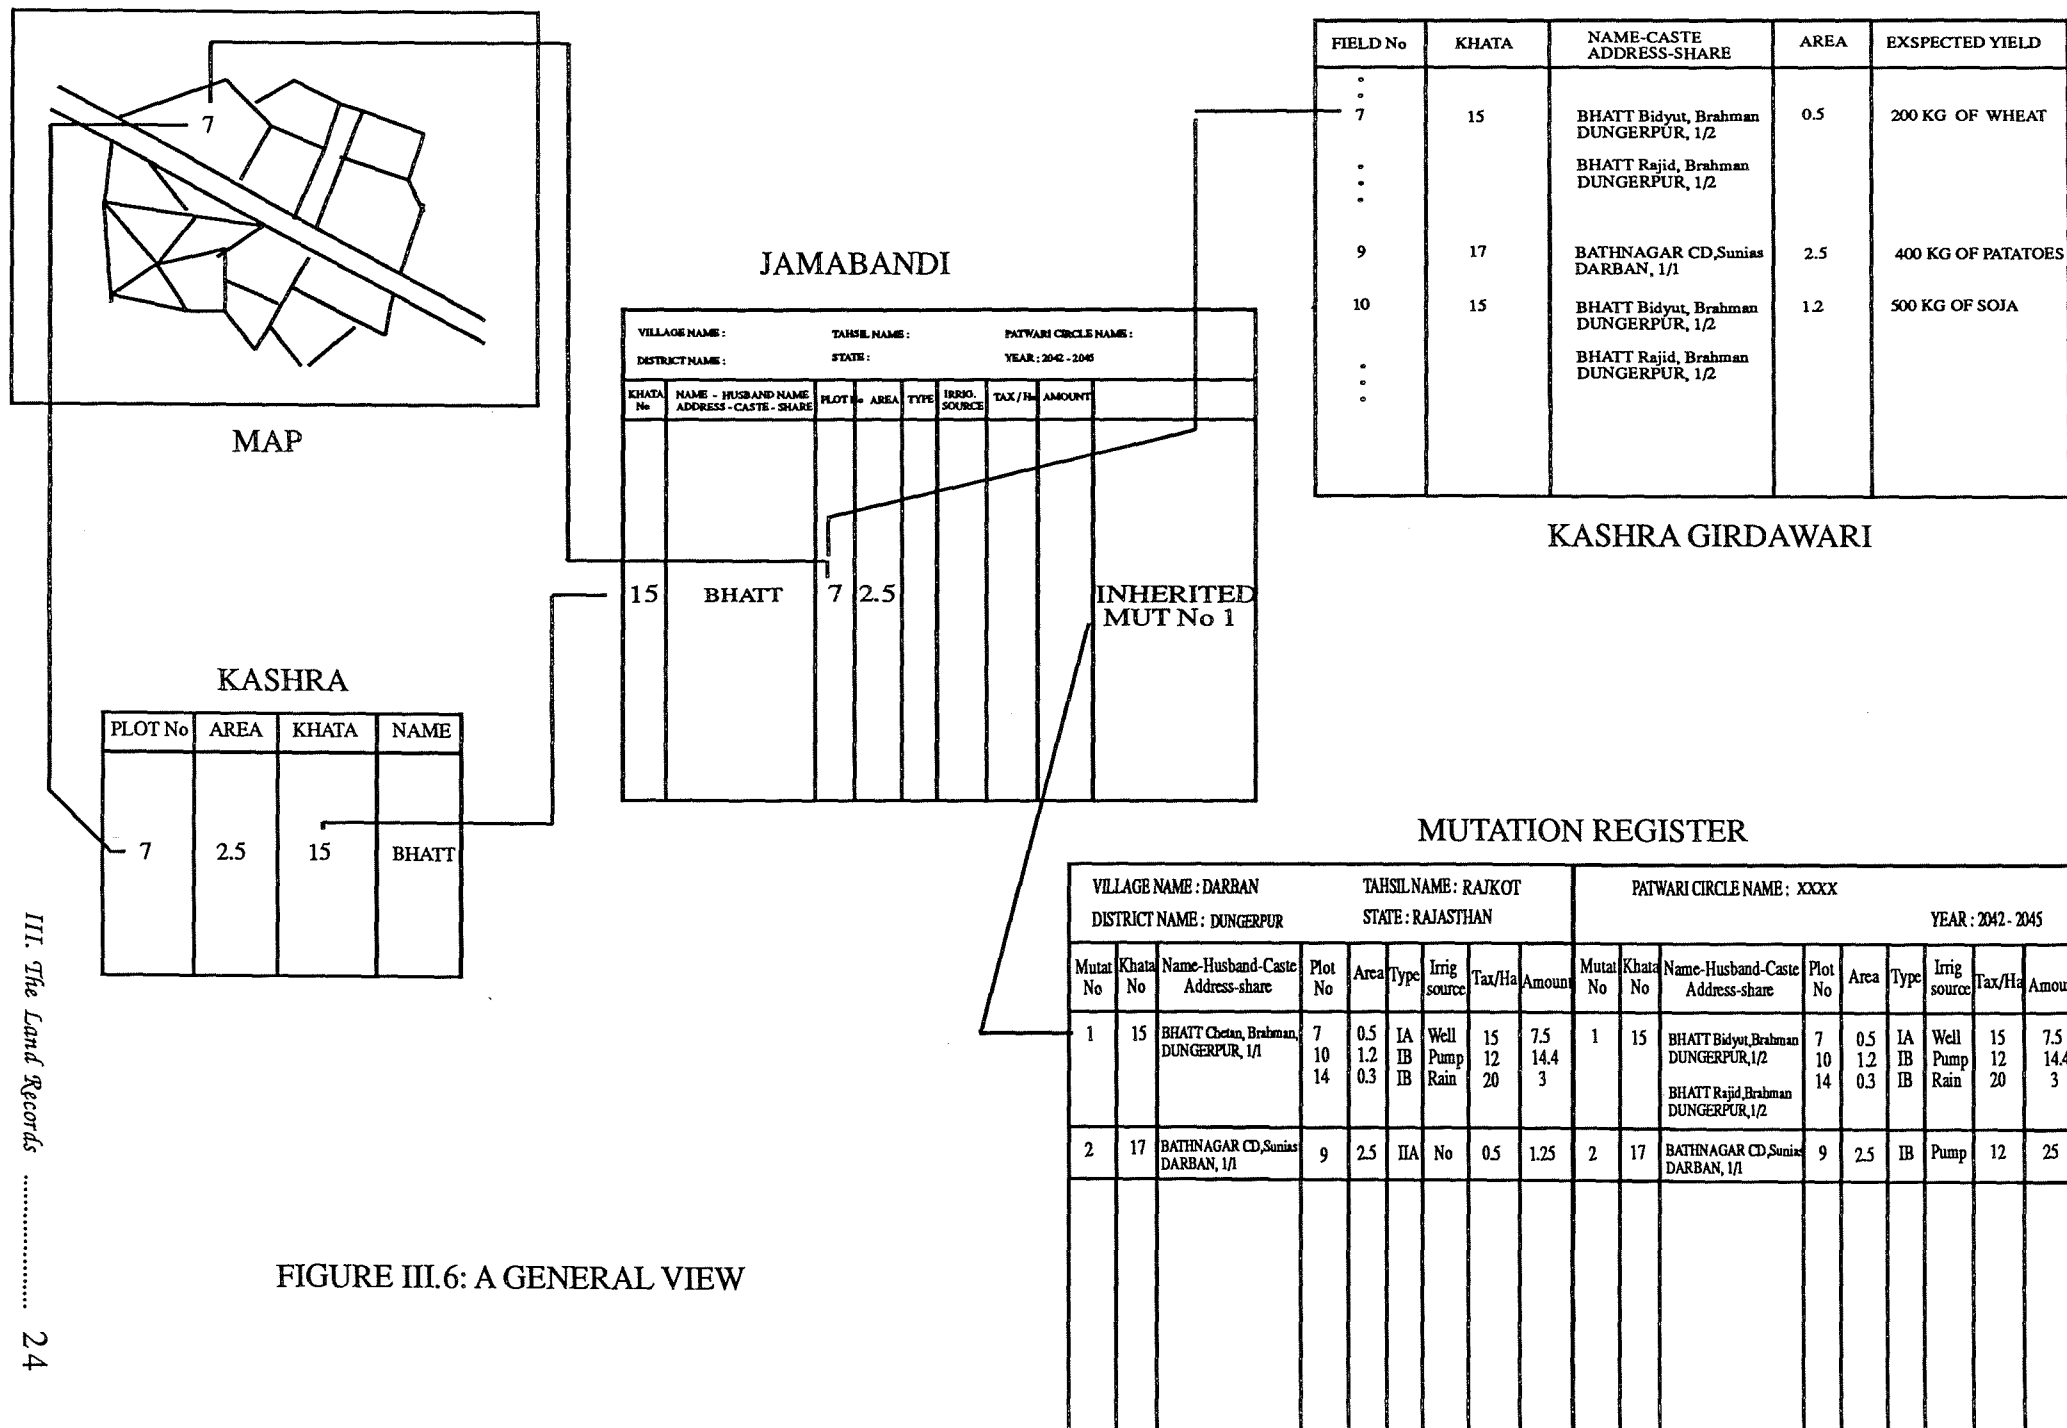 7
MAP
FIELD No KHATA NAME-CASTE ADDRESS-SHARE AREA EXSPECTED YIELD
7 15 BHATT Bidyut, Brahman 0.5 200 KG OF WHEAT
DUNGERPUR, 1/2
BHATT Rajid, Brahman
DUNGERPUR, 1/2
9 17 BATHNAGAR CD,Sunias 2.5 400 KG OF PATATOES
DARBAN, 1/1
10 15 BHATT Bidyut, Brahman 1.2 500 KG OF SOJA
DUNGERPUR, 1/2
BHATT Rajid, Brahman
DUNGERPUR, 1/2
KASHRA GIRDAWARI
JAMABANDI
VILLAGE NAME : TAHSIL NAME : PATWARI CIRCLE NAME :
DISTRICT NAME : STATE : YEAR : 2042 - 2045
KHATA No NAME - HUSBAND NAME ADDRESS - CASTE - SHARE PLOT No AREA TYPE IRRIG. SOURCE TAX / Ha AMOUNT
15 BHATT 7 2.5 INHERITED
MUT No 1
KASHRA
PLOT No AREA KHATA NAME
7 2.5 15 BHATT
MUTATION REGISTER
VILLAGE NAME : DARBAN TAHSIL NAME : RAJKOT PATWARI CIRCLE NAME : XXXX
DISTRICT NAME : DUNGERPUR STATE : RAJASTHAN YEAR : 2042 - 2045
Mutat Khata Name-Husband-Caste Plot Area Type Irrig Tax/Ha Amount Mutat Khata Name-Husband-Caste Plot Area Type Irrig Tax/Ha Amou
No No Address-share No source No No Address-share No source
1 15 BHATT Chetan, Brahman, 7 0.5 IA Well 15 7.5 1 15 BHATT Bidyut,Brahman 7 0.5 IA Well 15 7.5
DUNGERPUR, 1/1 10 1.2 IB Pump 12 14.4 DUNGERPUR,1/2 10 1.2 IB Pump 12 14.4
14 0.3 IB Rain 20 3 BHATT Rajid,Brahman 14 0.3 IB Rain 20 3
DUNGERPUR,1/2
2 17 BATHNAGAR CD,Sunias 9 2.5 IIA No 0.5 1.25 2 17 BATHNAGAR CD,Sunias 9 2.5 IB Pump 12 25
DARBAN, 1/1 DARBAN, 1/1
FIGURE III.6: A GENERAL VIEW
III. The Land Records ..................... 24